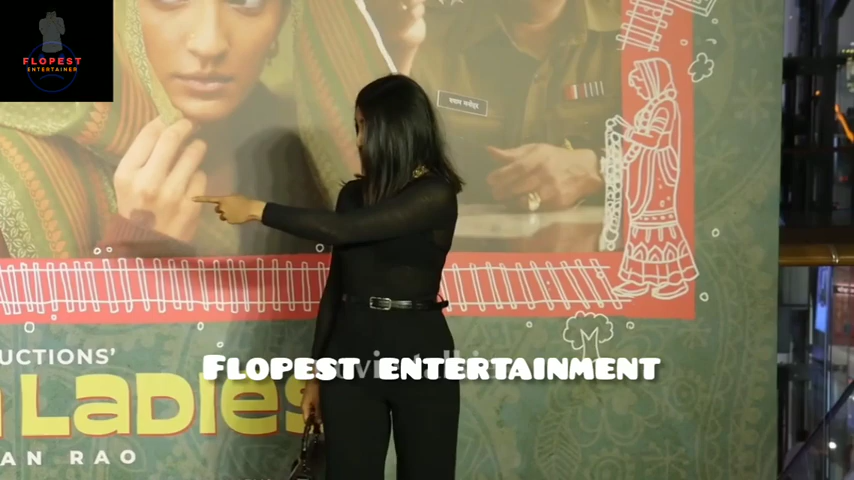 FLOPEST
ENTERTAINER
UCTIONS'
LADIES
AN RAO
FLOPEST ENTERTAINMENT